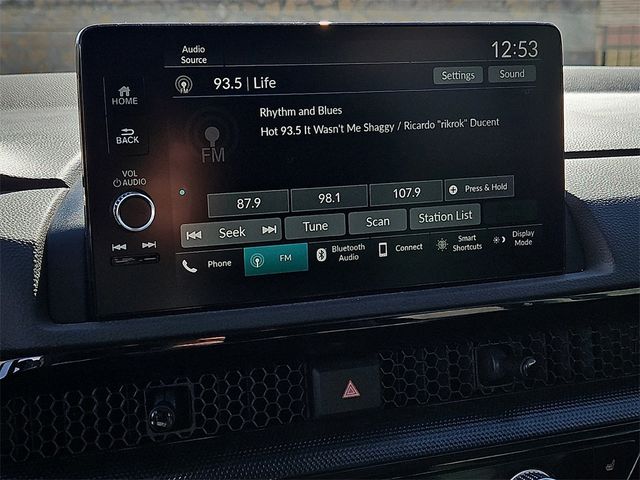 Audio
Source
12:53
HOME
93.5 | Life
Settings
Sound
BACK
FM
Rhythm and Blues
Hot 93.5 It Wasn't Me Shaggy / Ricardo "rikrok" Ducent
VOL
AUDIO
87.9
98.1
107.9
Press & Hold
Seek
Tune
Scan
Station List
Phone
FM
Bluetooth
Audio
Connect
Smart
Shortcuts
Display
Mode